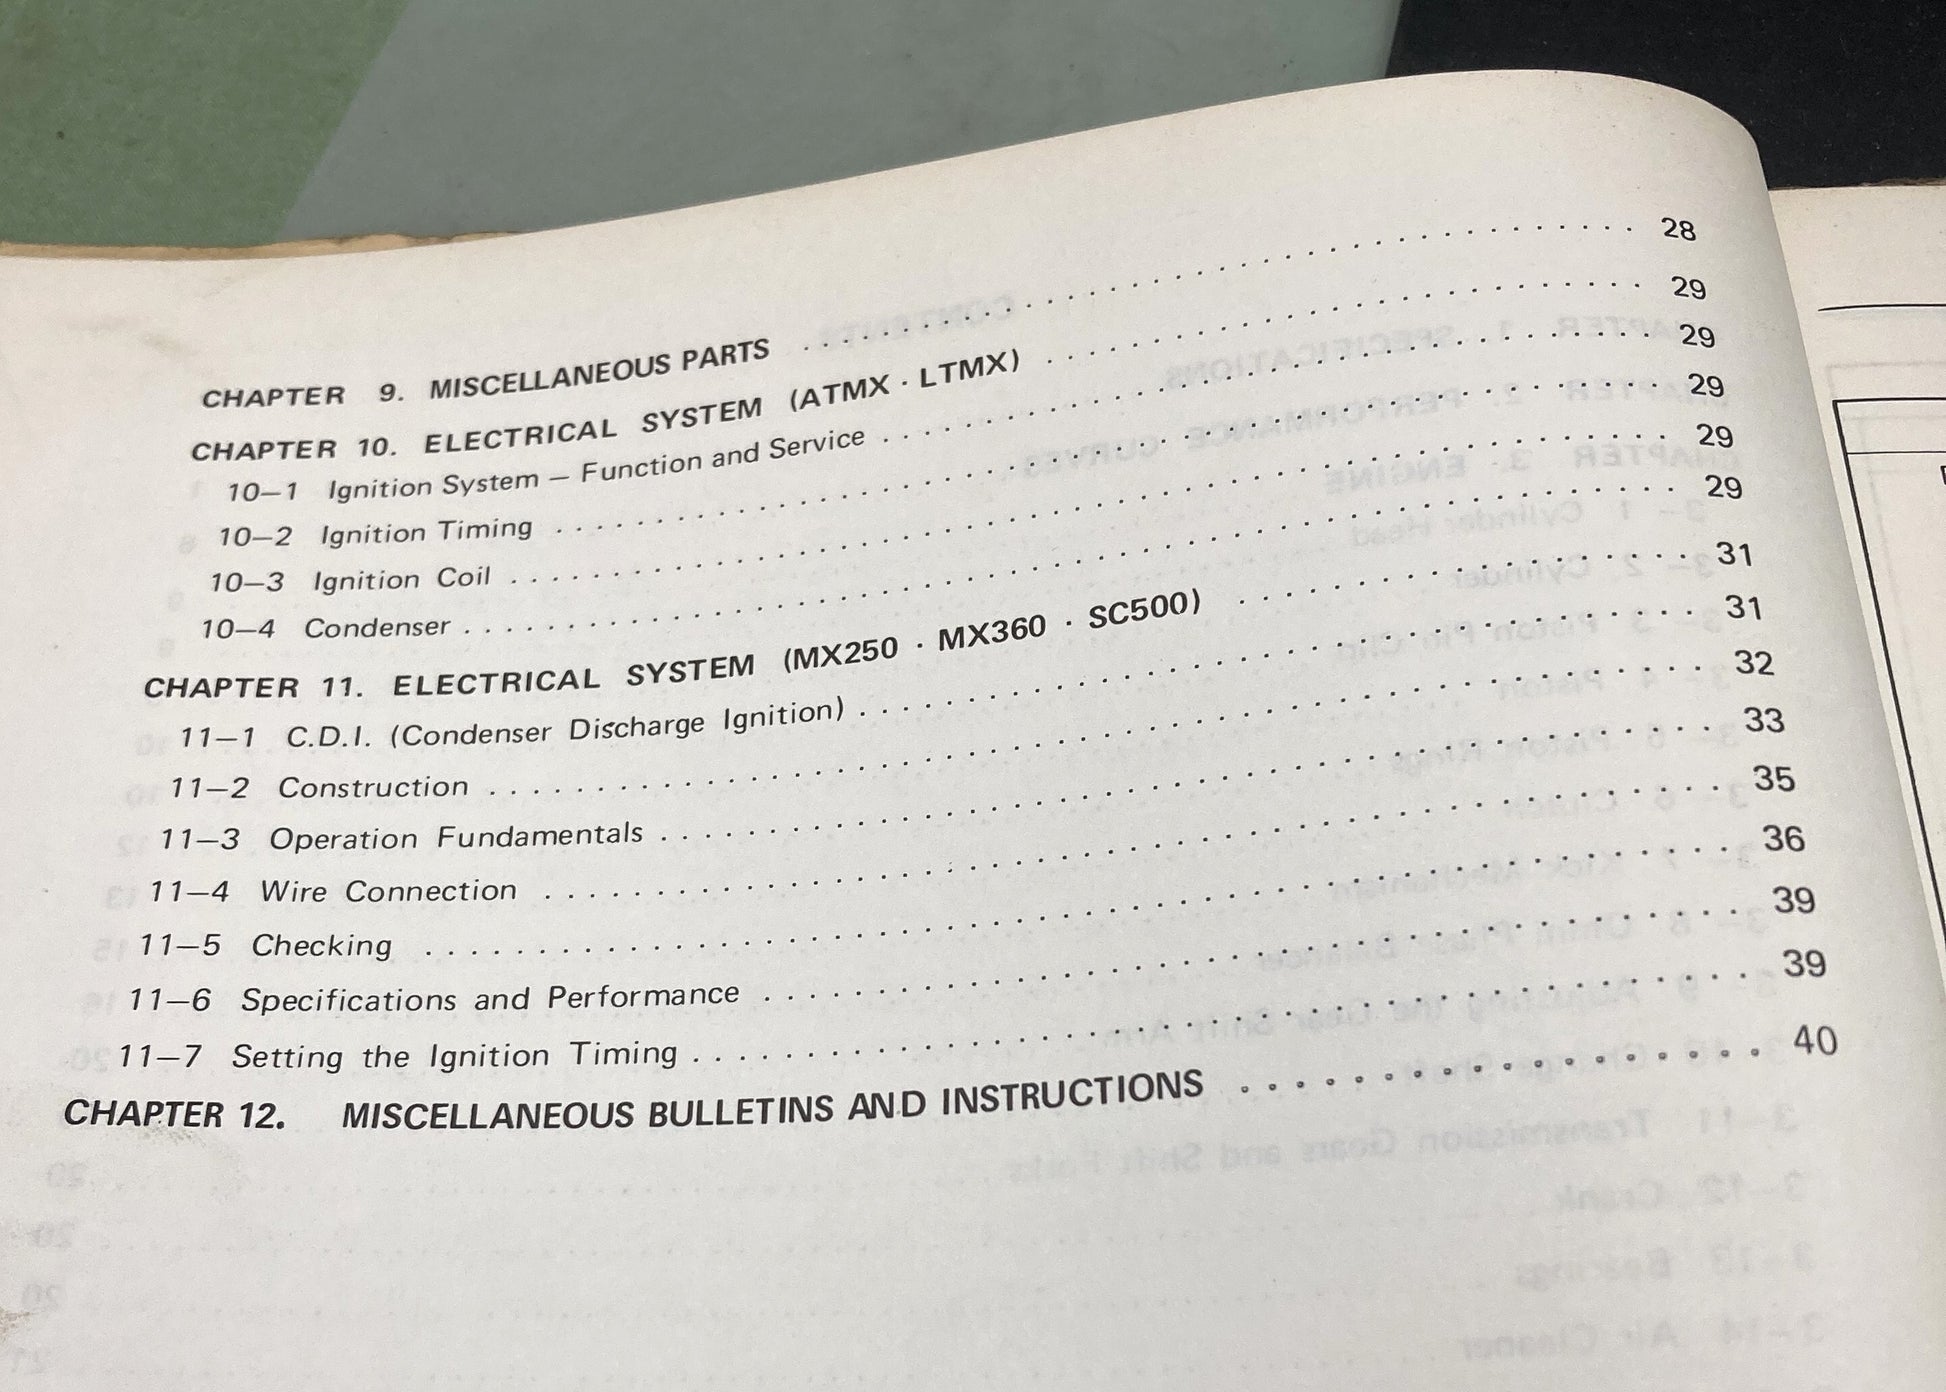 CHAPTER 9. MISCELLANEOUS PARTS . . . . . . . . . . 28
CHAPTER 10. ELECTRICAL SYSTEM (ATMX · LTMX) . . . . . . . . . . 29
10—1 Ignition System — Function and Service . . . . . . . . . . 29
10—2 Ignition Timing . . . . . . . . . . 29
10—3 Ignition Coil . . . . . . . . . . 29
10—4 Condenser . . . . . . . . . . 29
CHAPTER 11. ELECTRICAL SYSTEM (MX250 · MX360 · SC500) . . . . . . . . . . 31
11—1 C.D.I. (Condenser Discharge Ignition) . . . . . . . . . . 31
11—2 Construction . . . . . . . . . . 32
11—3 Operation Fundamentals . . . . . . . . . . 33
11—4 Wire Connection . . . . . . . . . . 35
11—5 Checking . . . . . . . . . . 36
11—6 Specifications and Performance . . . . . . . . . . 39
11—7 Setting the Ignition Timing . . . . . . . . . . 39
CHAPTER 12. MISCELLANEOUS BULLETINS AND INSTRUCTIONS . . . . . . . . . . 40